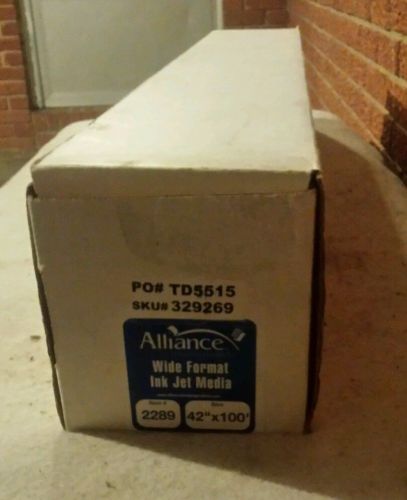 PO# TD5515
SKU# 329269
Alliance
Wide Format
Ink Jet Media
2289
42"x100'